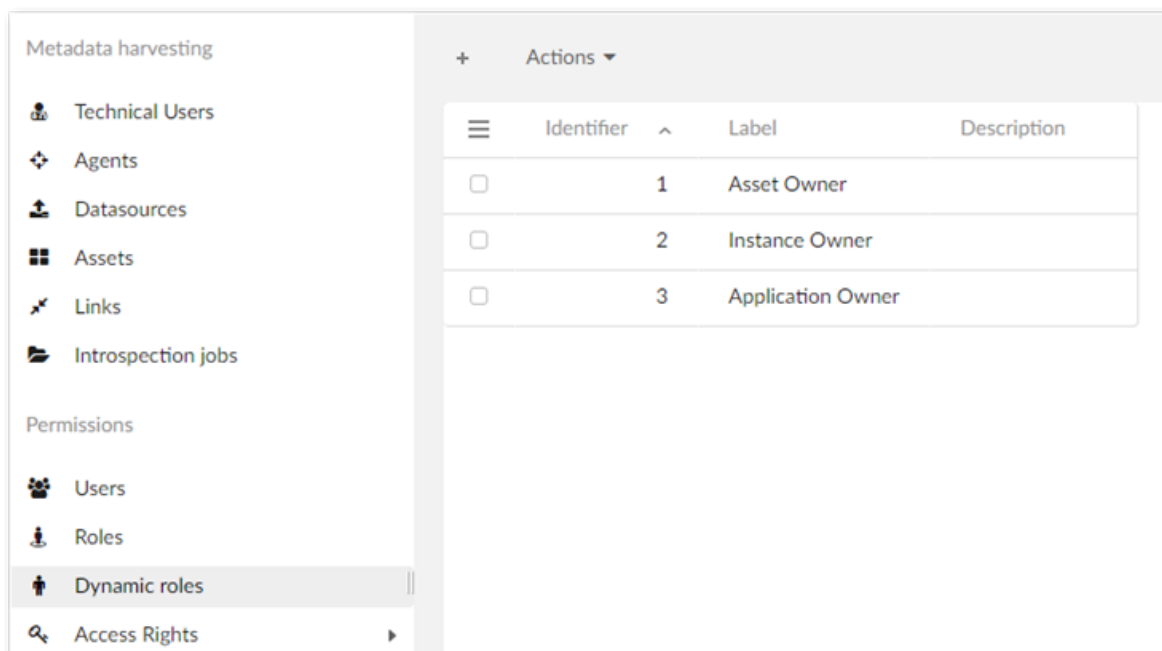 Metadata harvesting
Technical Users
Agents
Datasources
Assets
Links
Introspection jobs
Permissions
Users
Roles
Dynamic roles
Access Rights
+ Actions
Identifier Label Description
1 Asset Owner
2 Instance Owner
3 Application Owner